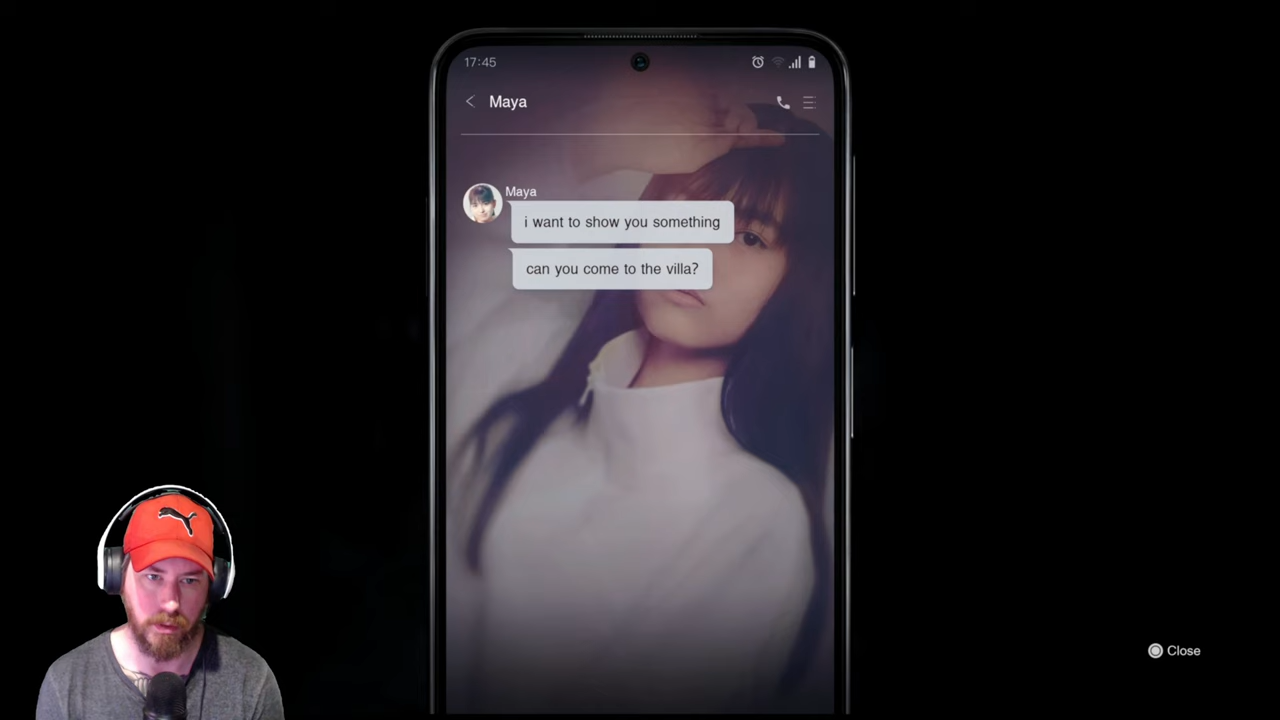 17:45
Maya
Maya
i want to show you something
can you come to the villa?
Close